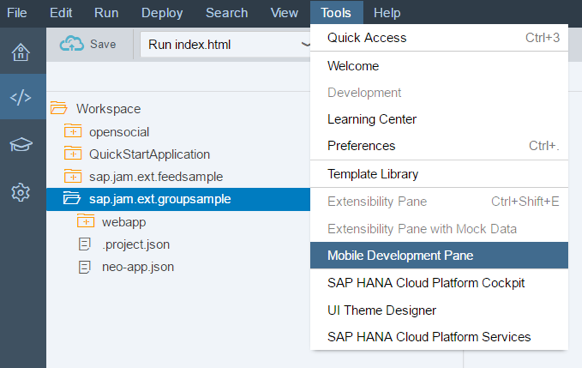 File Edit Run Deploy Search View Tools Help
Save Run index.html
Quick Access Ctrl+3
Welcome
Development
Learning Center
Preferences Ctrl+.
Template Library
Extensibility Pane Ctrl+Shift+E
Extensibility Pane with Mock Data
Mobile Development Pane
SAP HANA Cloud Platform Cockpit
UI Theme Designer
SAP HANA Cloud Platform Services
Workspace
opensocial
QuickStartApplication
sap.jam.ext.feedsample
sap.jam.ext.groupsample
webapp
.project.json
neo-app.json